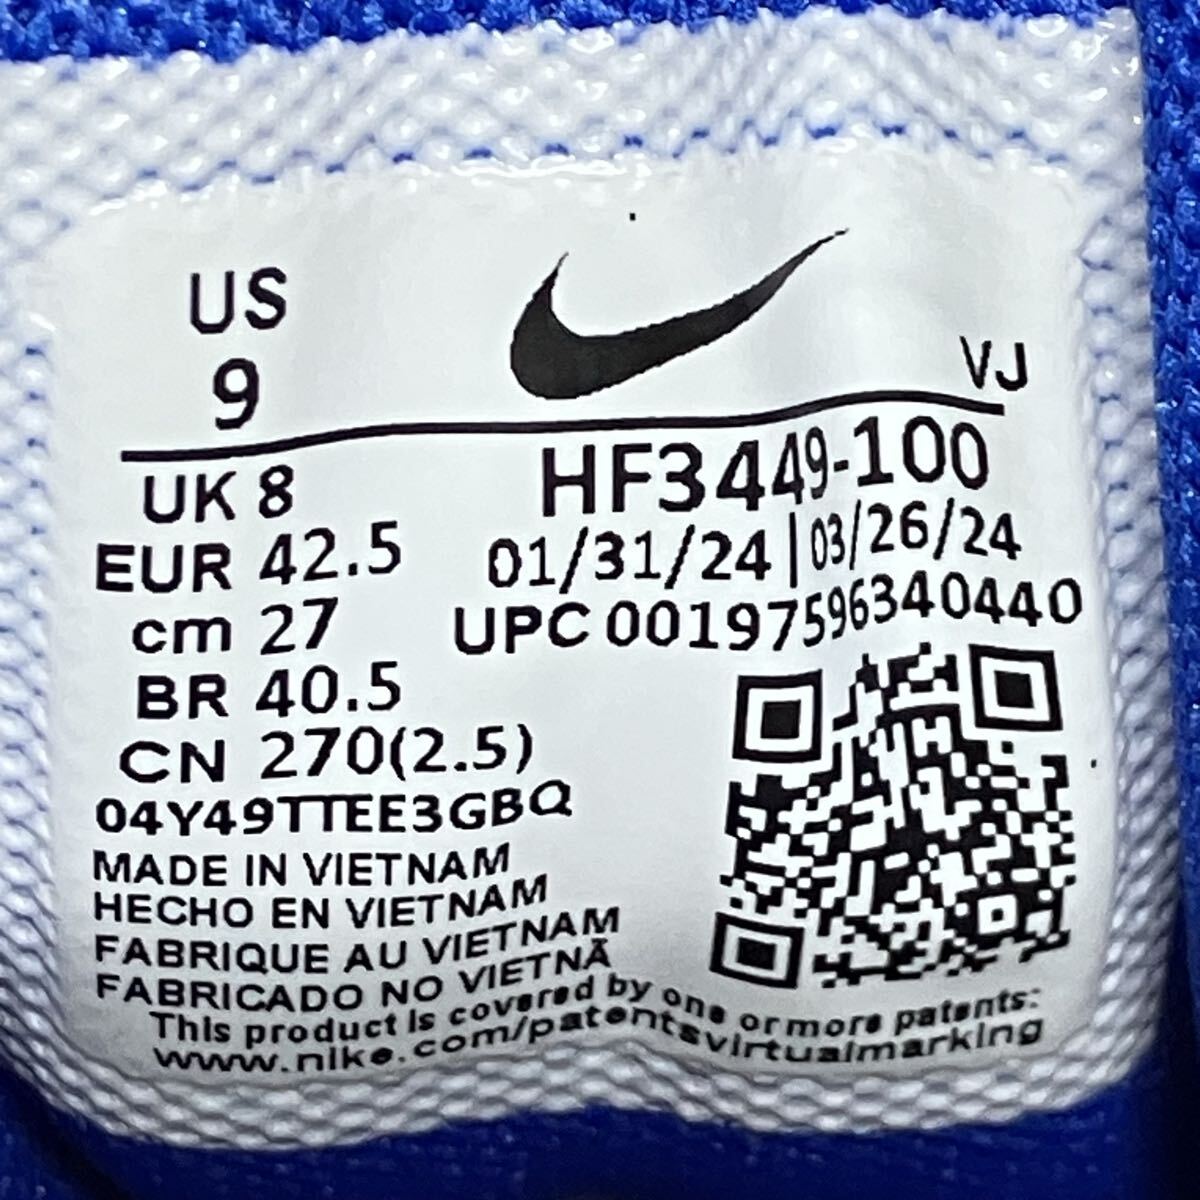 US
9
VJ
UK 8
HF3449-100
EUR 42.5
01/31/24 | 03/26/24
cm 27
UPC 00197596340440
BR 40.5
CN 270(2.5)
04Y49TTEE3GBQ
MADE IN VIETNAM
HECHO EN VIETNAM
FABRIQUE AU VIETNAM
FABRICADO NO VIETNÃ
This product is covered by one or more patents:
www.nike.com/patentsvirtualmarking